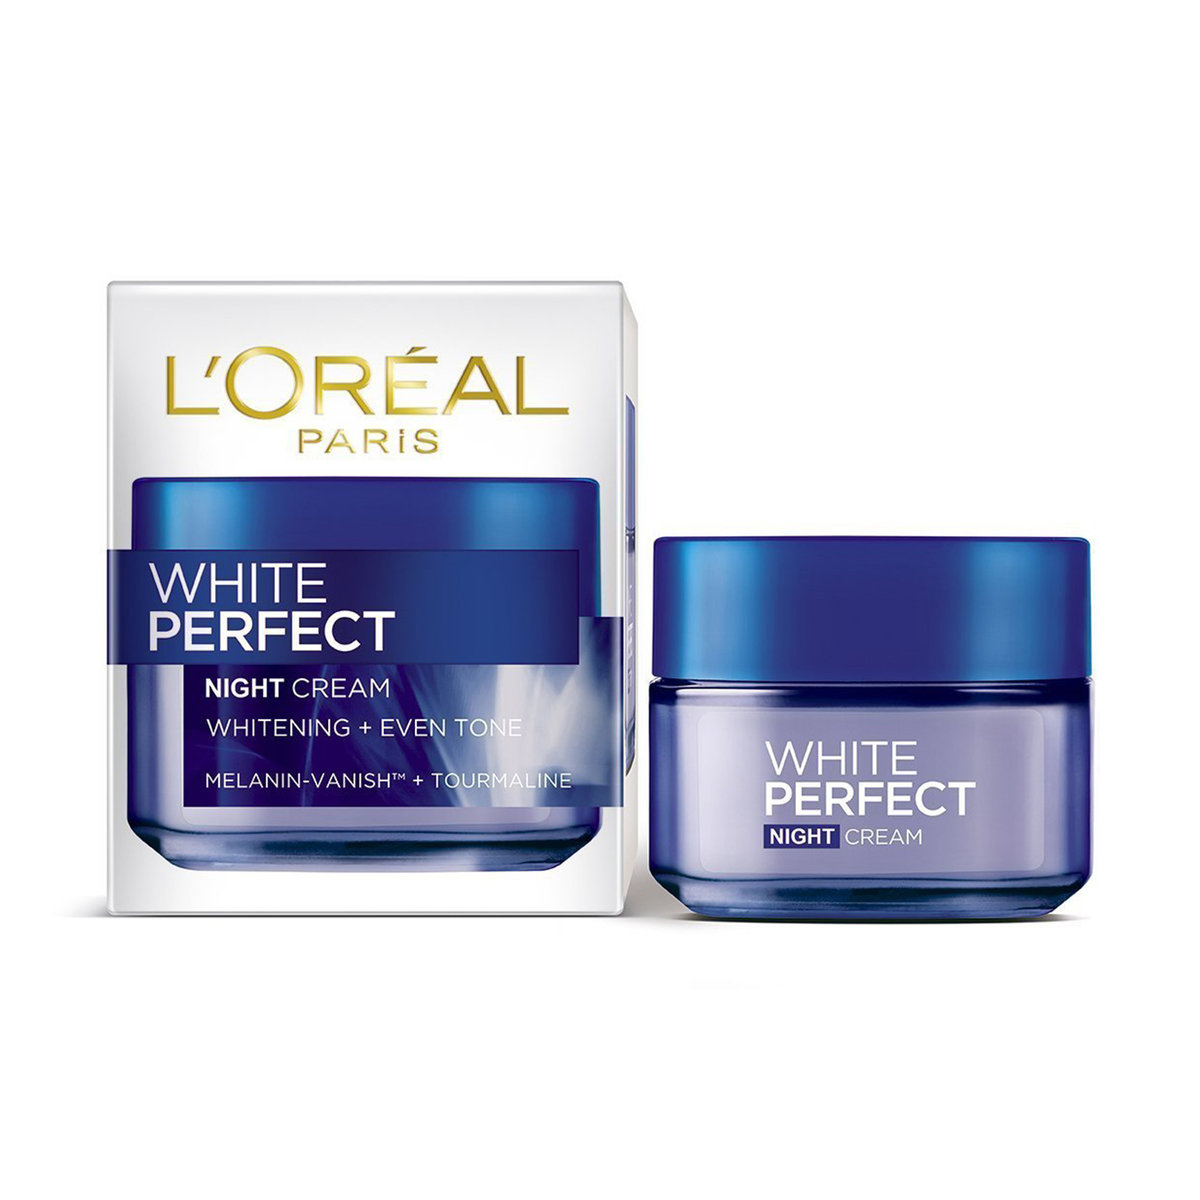 L'ORÉAL
PARiS
WHITE
PERFECT
NIGHT CREAM
WHITENING + EVEN TONE
MELANIN-VANISH™ + TOURMALINE
WHITE
PERFECT
NIGHT CREAM